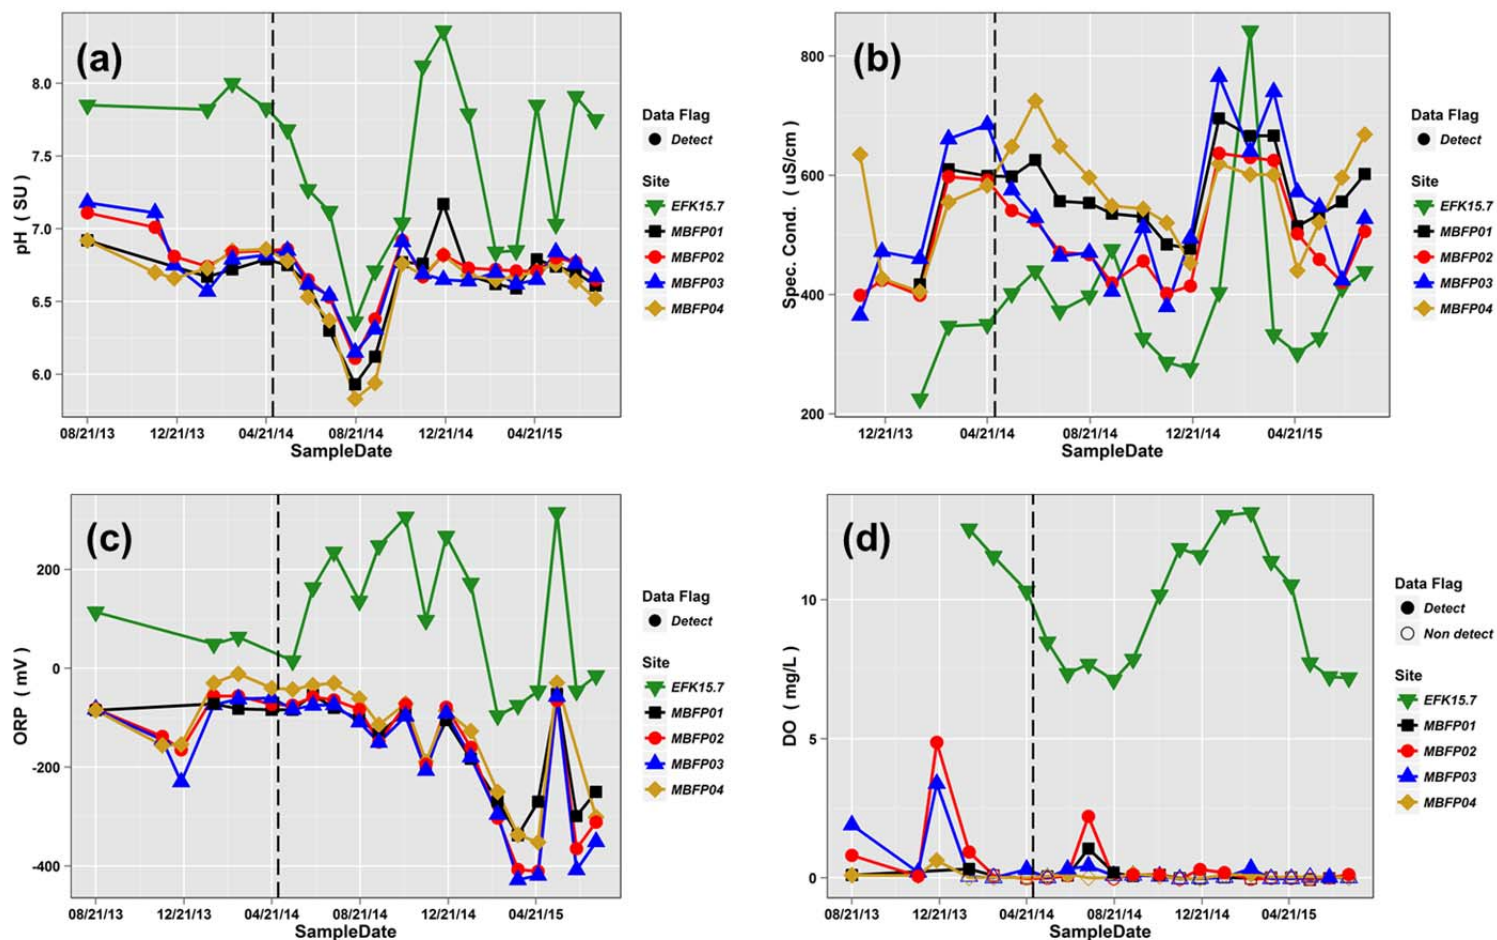 (a)
8.0
7.5
7.0
6.5
6.0
pH ( SU )
08/21/13 12/21/13 04/21/14 08/21/14 12/21/14 04/21/15
SampleDate
Data Flag
Detect
Site
EFK15.7
MBFP01
MBFP02
MBFP03
MBFP04
(b)
800
600
400
200
Spec. Cond. ( uS/cm )
12/21/13 04/21/14 08/21/14 12/21/14 04/21/15
SampleDate
Data Flag
Detect
Site
EFK15.7
MBFP01
MBFP02
MBFP03
MBFP04
(c)
200
0
-200
-400
ORP ( mV )
08/21/13 12/21/13 04/21/14 08/21/14 12/21/14 04/21/15
SampleDate
Data Flag
Detect
Site
EFK15.7
MBFP01
MBFP02
MBFP03
MBFP04
(d)
10
5
0
DO ( mg/L )
08/21/13 12/21/13 04/21/14 08/21/14 12/21/14 04/21/15
SampleDate
Data Flag
Detect
Non detect
Site
EFK15.7
MBFP01
MBFP02
MBFP03
MBFP04